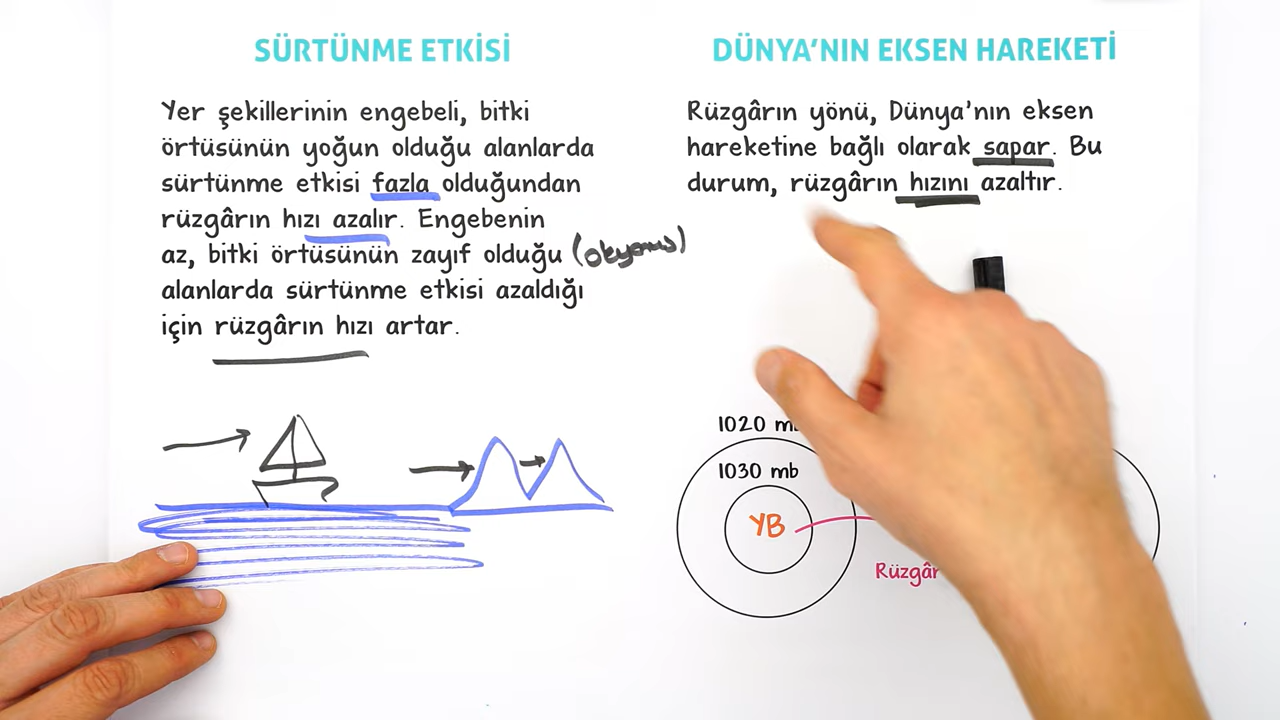 SÜRTÜNME ETKİSİ
Yer şekillerinin engebeli, bitki
örtüsünün yoğun olduğu alanlarda
sürtünme etkisi fazla olduğundan
rüzgârın hızı azalır. Engebenin
az, bitki örtüsünün zayıf olduğu (okyanus)
alanlarda sürtünme etkisi azaldığı
için rüzgârın hızı artar.
DÜNYA'NIN EKSEN HAREKETİ
Rüzgârın yönü, Dünya'nın eksen
hareketine bağlı olarak sapar. Bu
durum, rüzgârın hızını azaltır.
1020
1030 mb
YB